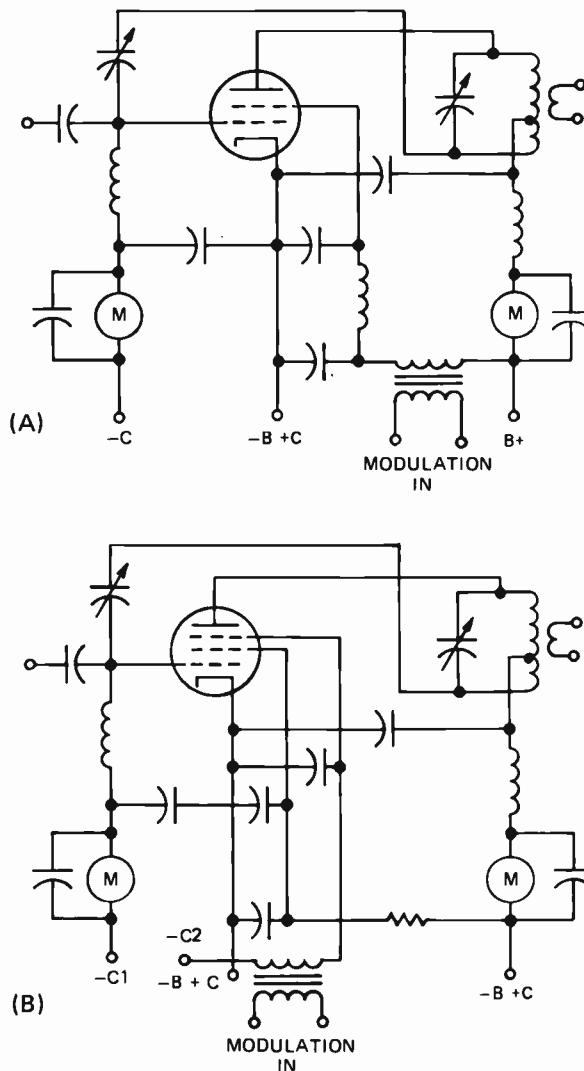 M
M
(A)
-C
-B +C
B+
MODULATION
IN
M
M
-C2
-C1
-B + C
-B +C
(B)
MODULATION
IN